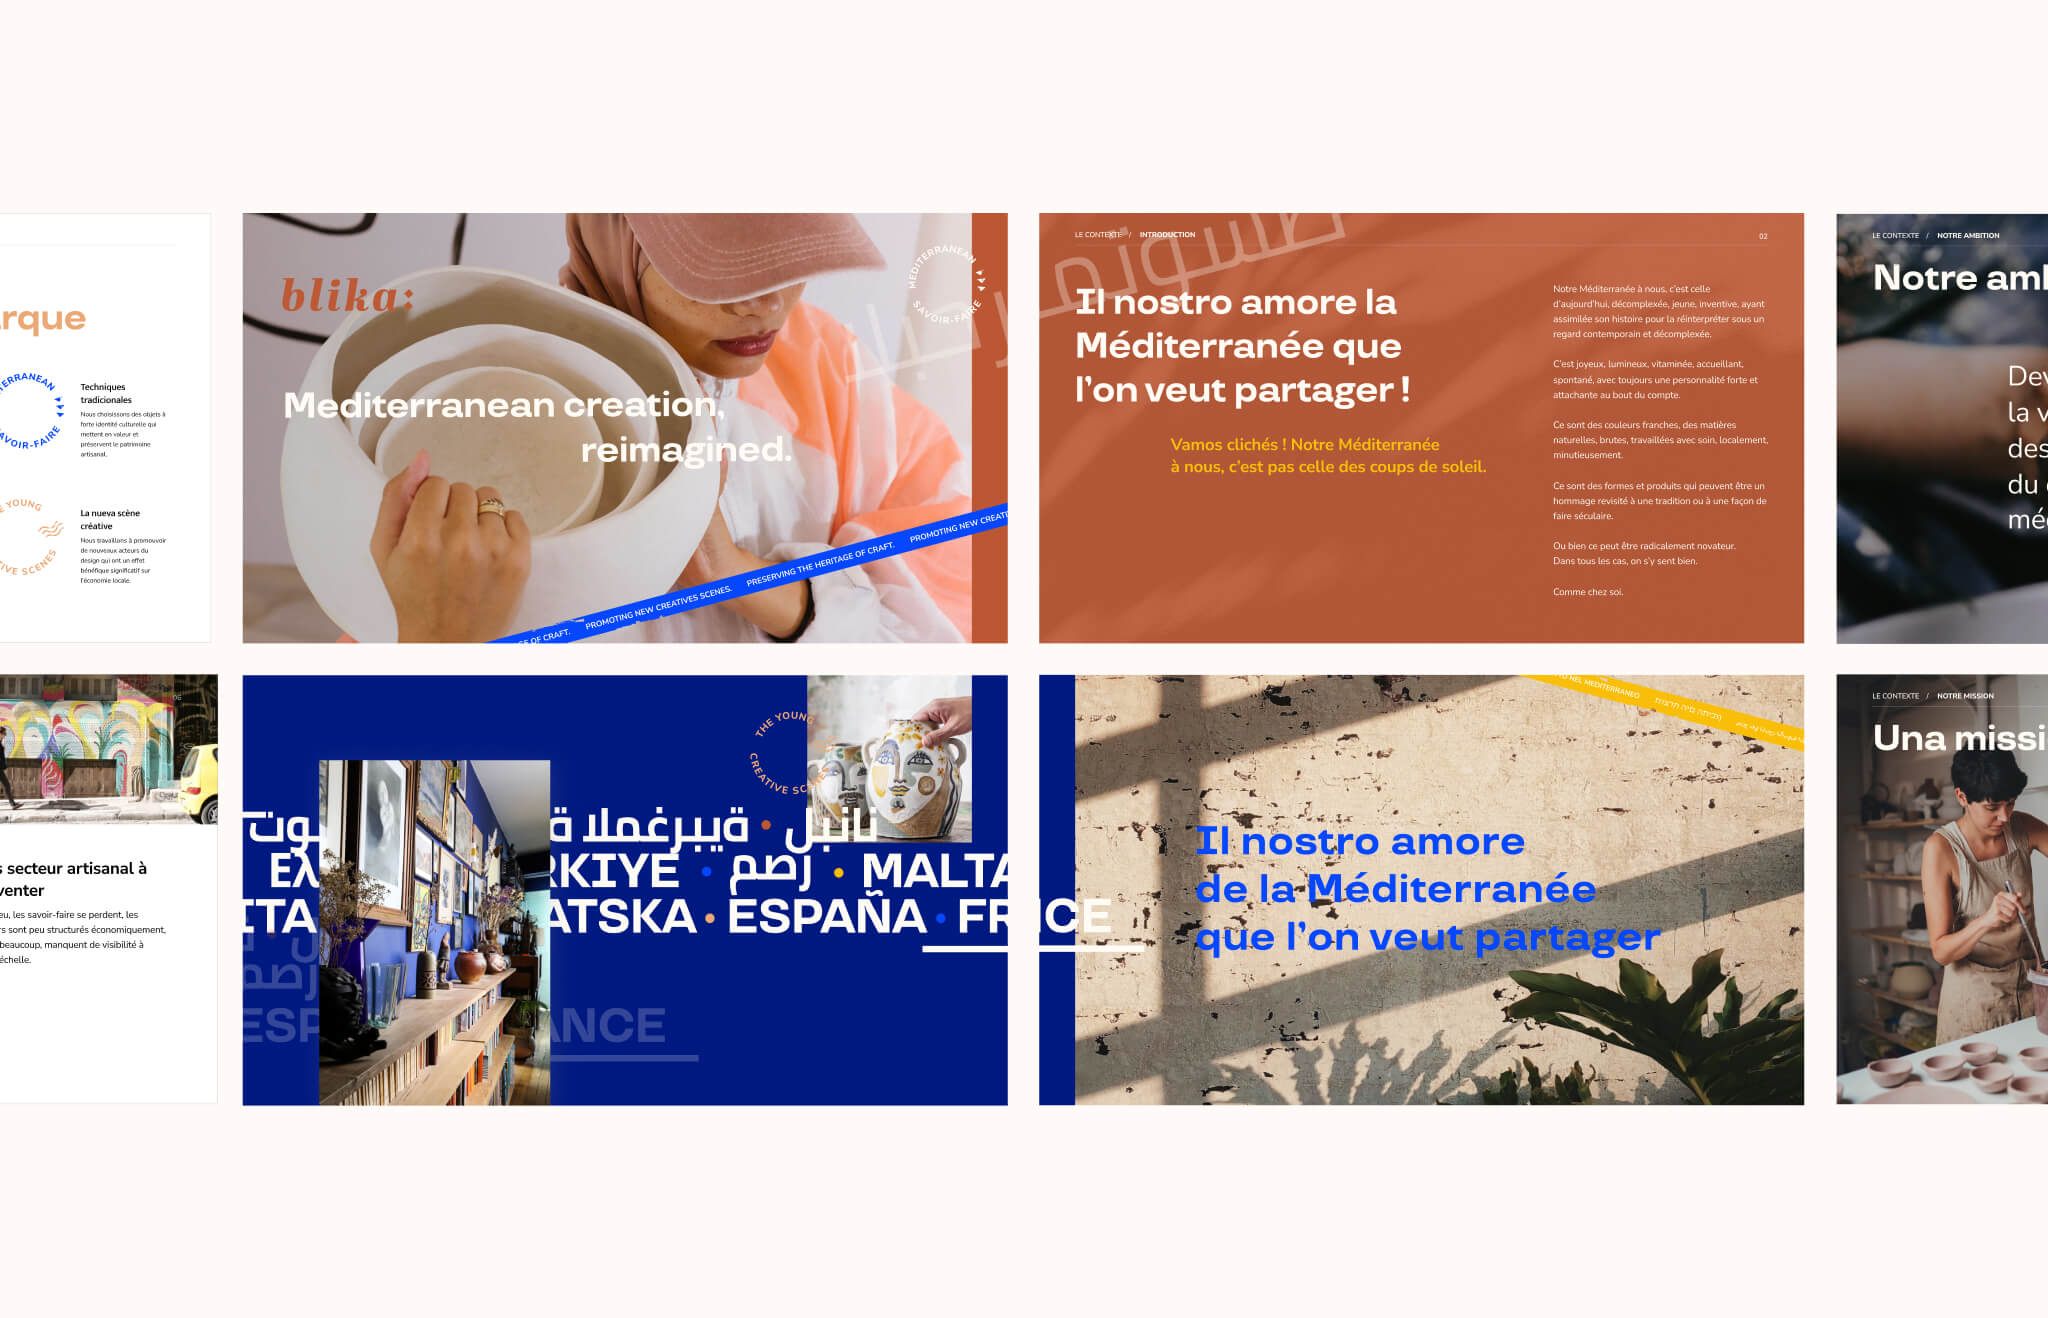 rque
TERRANEAN
AVOIR-FAIRE
Techniques
tradicionales
Nous choisissons des objets à
forte identité culturelle qui
mettent en valeur et
préservent le patrimoine
artisanal.
E YOUNG
TIVE SCENES
La nueva scène
créative
Nous travaillons à promouvoir
de nouveaux acteurs du
design qui ont un effet
bénéfique significatif sur
l'économie locale.
blika:
MEDITERRANEAN
SAVOIR-FAIRE
Mediterranean creation,
reimagined.
GE OF CRAFT. PROMOTING NEW CREATIVES SCENES. PRESERVING THE HERITAGE OF CRAFT. PROMOTING NEW CREATI
LE CONTEXTE / INTRODUCTION
02
Il nostro amore la
Méditerranée que
l'on veut partager !
Vamos clichés ! Notre Méditerranée
à nous, c'est pas celle des coups de soleil.
Notre Méditerranée à nous, c'est celle
d'aujourd'hui, décomplexée, jeune, inventive, ayant
assimilée son histoire pour la réinterpréter sous un
regard contemporain et décomplexée.
C'est joyeux, lumineux, vitaminée, accueillant,
spontané, avec toujours une personnalité forte et
attachante au bout du compte.
Ce sont des couleurs franches, des matières
naturelles, brutes, travaillées avec soin, localement,
minutieusement.
Ce sont des formes et produits qui peuvent être un
hommage revisité à une tradition ou à une façon de
faire séculaire.
Ou bien ce peut être radicalement novateur.
Dans tous les cas, on s'y sent bien.
Comme chez soi.
LE CONTEXTE / NOTRE AMBITION
Notre amb
Dev
la v
des
du
mé
06
s secteur artisanal à
venter
eu, les savoir-faire se perdent, les
rs sont peu structurés économiquement,
beaucoup, manquent de visibilité à
échelle.
THE YOUNG
CREATIVE SCENES
نانبل • ةيبرغملا ة
Ελ RKIYE • رصم • MALTA
ITA ATSKA • ESPAÑA • FR NCE
ESP ANCE
NEL MEDITERRANEO
Il nostro amore
de la Méditerranée
que l'on veut partager
LE CONTEXTE / NOTRE MISSION
Una missi